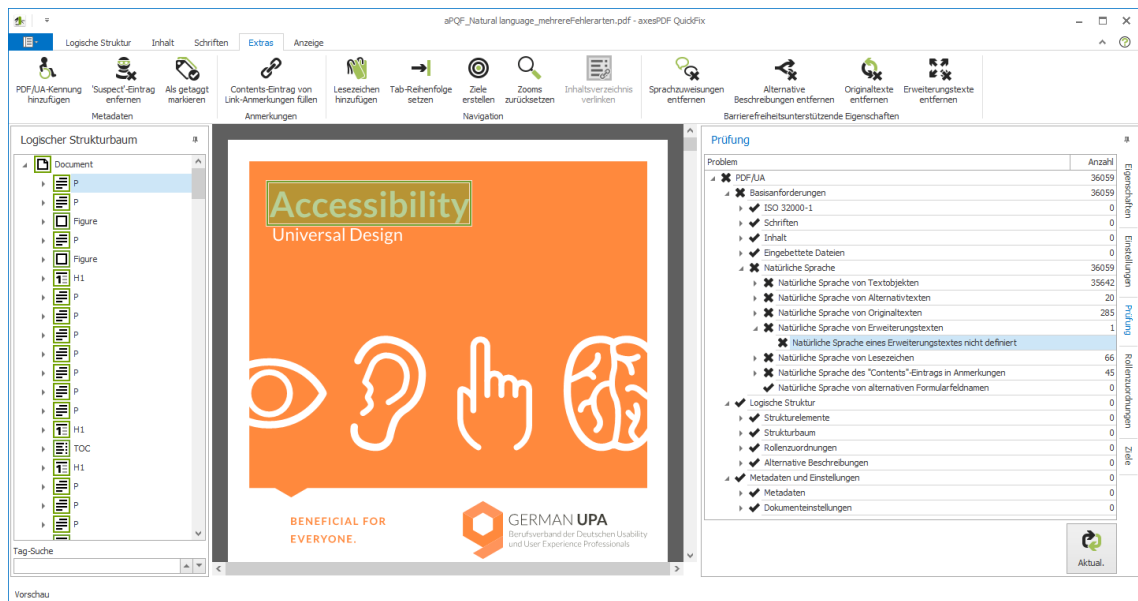 aPQF_Natural language_mehrereFehlerarten.pdf - axesPDF QuickFix
Logische Struktur Inhalt Schriften Extras Anzeige
PDF/UA-Kennung hinzufügen
'Suspect'-Eintrag entfernen
Als getaggt markieren
Contents-Eintrag von Link-Anmerkungen füllen
Lesezeichen hinzufügen
Tab-Reihenfolge setzen
Ziele erstellen
Zooms zurücksetzen
Inhaltsverzeichnis verlinken
Sprachzuweisungen entfernen
Alternative Beschreibungen entfernen
Originaltexte entfernen
Erweiterungstexte entfernen
Metadaten
Anmerkungen
Navigation
Barrierefreiheitsunterstützende Eigenschaften
Logischer Strukturbaum
Document
P
P
Figure
P
Figure
H1
P
P
P
P
P
P
P
H1
TOC
H1
P
P
P
Tag-Suche
Vorschau
Accessibility
Universal Design
BENEFICIAL FOR
EVERYONE.
GERMAN UPA
Berufsverband der Deutschen Usability
und User Experience Professionals
Prüfung
Problem Anzahl
PDF/UA 36059
Basisanforderungen 36059
ISO 32000-1 0
Schriften 0
Inhalt 0
Eingebettete Dateien 0
Natürliche Sprache 36059
Natürliche Sprache von Textobjekten 35642
Natürliche Sprache von Alternativtexten 20
Natürliche Sprache von Originaltexten 285
Natürliche Sprache von Erweiterungstexten 1
Natürliche Sprache eines Erweiterungstextes nicht definiert
Natürliche Sprache von Lesezeichen 66
Natürliche Sprache des "Contents"-Eintrags in Anmerkungen 45
Natürliche Sprache von alternativen Formularfeldnamen 0
Logische Struktur 0
Strukturelemente 0
Strukturbaum 0
Rollenzuordnungen 0
Alternative Beschreibungen 0
Metadaten und Einstellungen 0
Metadaten 0
Dokumenteinstellungen 0
Aktual.
Eigenschaften
Einstellungen
Prüfung
Rollenzuordnungen
Ziele